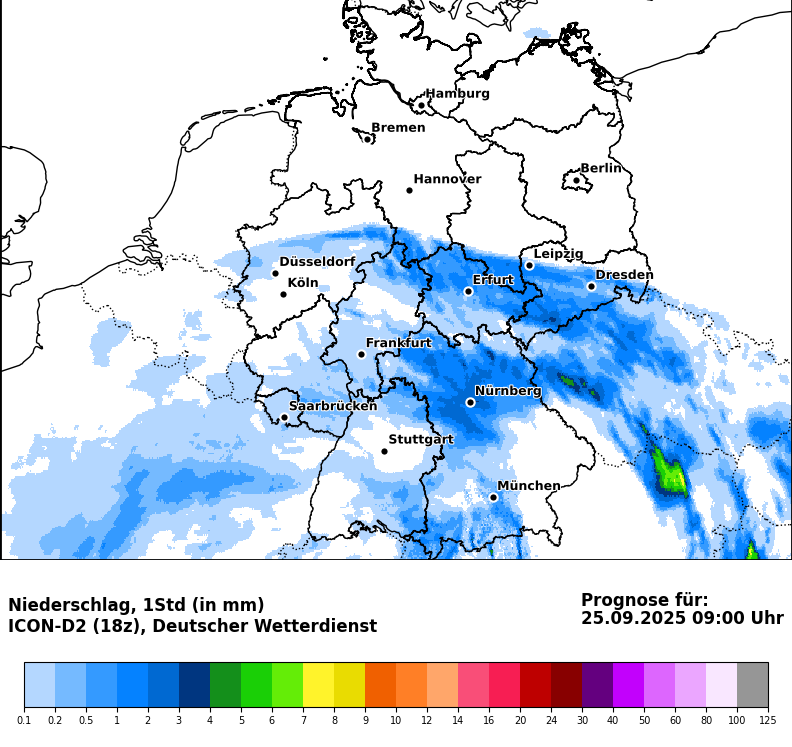 Hamburg
Bremen
Berlin
Hannover
Leipzig
Düsseldorf
Dresden
Köln
Erfurt
Frankfurt
Nürnberg
Saarbrücken
Stuttgart
München
Niederschlag, 1Std (in mm)
ICON-D2 (18z), Deutscher Wetterdienst
Prognose für:
25.09.2025 09:00 Uhr
0.1 0.2 0.5 1 2 3 4 5 6 7 8 9 10 12 14 16 20 24 30 40 50 60 80 100 125